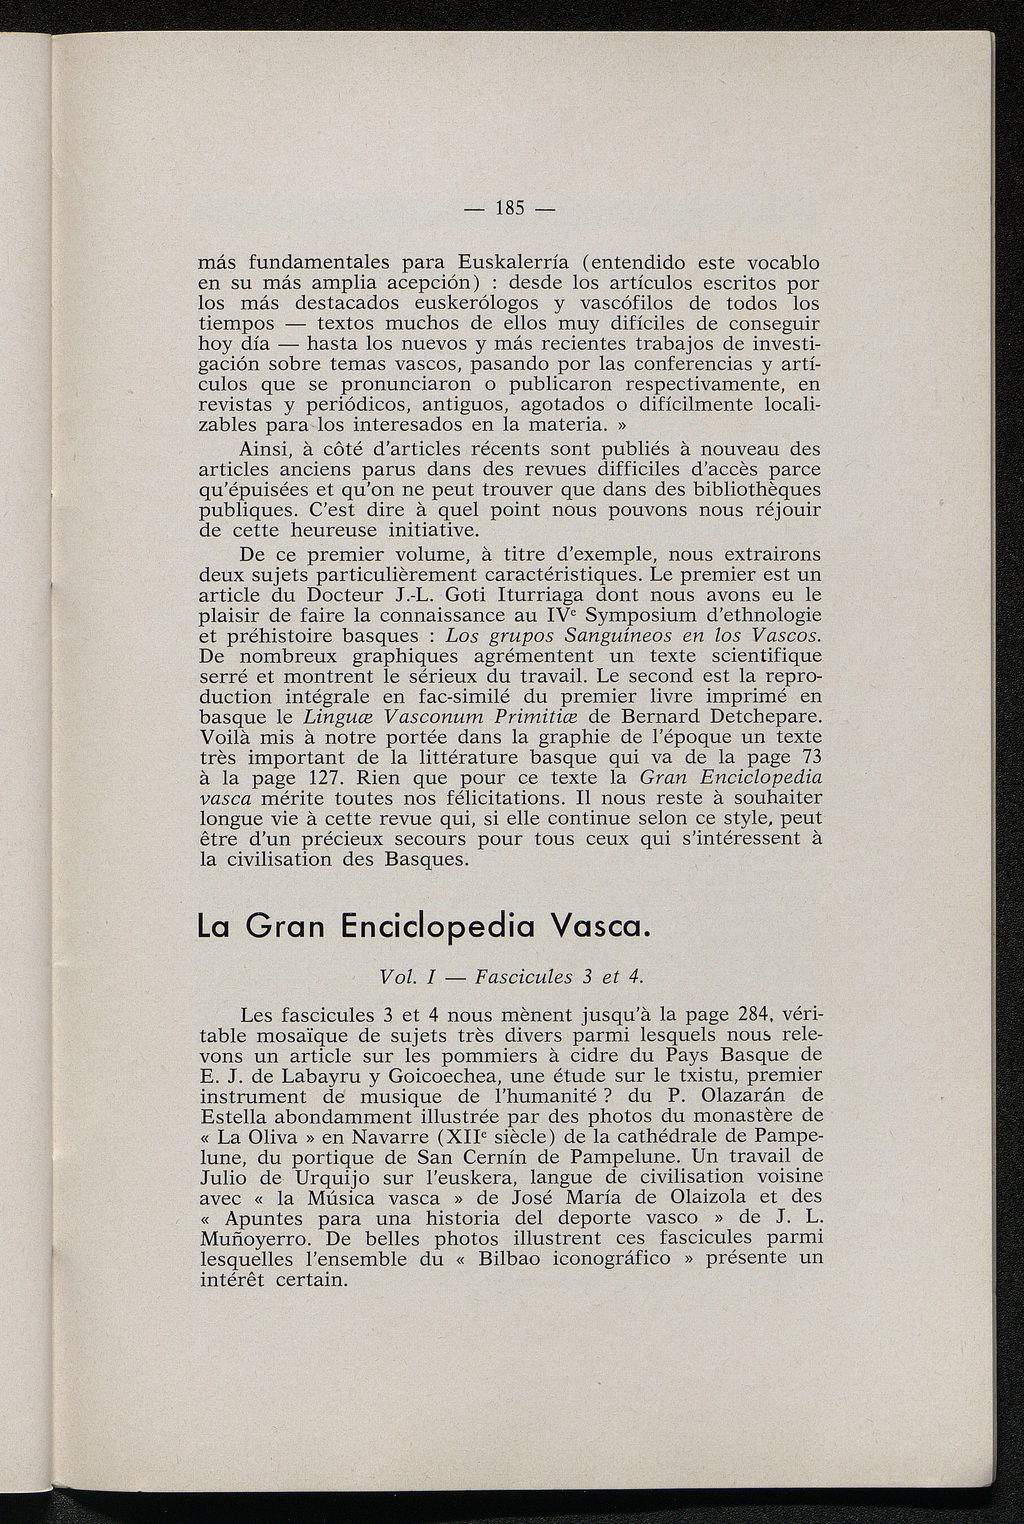 — 185 —
más fundamentales para Euskalerría (entendido este vocablo
en su más amplia acepción) : desde los artículos escritos por
los más destacados euskerólogos y vascófilos de todos los
tiempos — textos muchos de ellos muy difíciles de conseguir
hoy día — hasta los nuevos y más recientes trabajos de investi-
gación sobre temas vascos, pasando por las conferencias y artí-
culos que se pronunciaron o publicaron respectivamente, en
revistas y periódicos, antiguos, agotados o difícilmente locali-
zables para los interesados en la materia. »
Ainsi, à côté d'articles récents sont publiés à nouveau des
articles anciens parus dans des revues difficiles d'accès parce
qu'épuisées et qu'on ne peut trouver que dans des bibliothèques
publiques. C'est dire à quel point nous pouvons nous réjouir
de cette heureuse initiative.
De ce premier volume, à titre d'exemple, nous extrairons
deux sujets particulièrement caractéristiques. Le premier est un
article du Docteur J.-L. Goti Iturriaga dont nous avons eu le
plaisir de faire la connaissance au IVe Symposium d'ethnologie
et préhistoire basques : Los grupos Sanguíneos en los Vascos.
De nombreux graphiques agrémentent un texte scientifique
serré et montrent le sérieux du travail. Le second est la repro-
duction intégrale en fac-similé du premier livre imprimé en
basque le Linguœ Vasconum Primitiœ de Bernard Detchepare.
Voilà mis à notre portée dans la graphie de l'époque un texte
très important de la littérature basque qui va de la page 73
à la page 127. Rien que pour ce texte la Gran Enciclopedia
vasca mérite toutes nos félicitations. Il nous reste à souhaiter
longue vie à cette revue qui, si elle continue selon ce style, peut
être d'un précieux secours pour tous ceux qui s'intéressent à
la civilisation des Basques.
La Gran Enciclopedia Vasca.
Vol. I — Fascicules 3 et 4.
Les fascicules 3 et 4 nous mènent jusqu'à la page 284, véri-
table mosaïque de sujets très divers parmi lesquels nous rele-
vons un article sur les pommiers à cidre du Pays Basque de
E. J. de Labayru y Goicoechea, une étude sur le txistu, premier
instrument de musique de l'humanité ? du P. Olazarán de
Estella abondamment illustrée par des photos du monastère de
« La Oliva » en Navarre (XIIe siècle) de la cathédrale de Pampe-
lune, du portique de San Cernín de Pampelune. Un travail de
Julio de Urquijo sur l'euskera, langue de civilisation voisine
avec « la Música vasca » de José María de Olaizola et des
« Apuntes para una historia del deporte vasco » de J. L.
Muñoyerro. De belles photos illustrent ces fascicules parmi
lesquelles l'ensemble du « Bilbao iconográfico » présente un
intérêt certain.